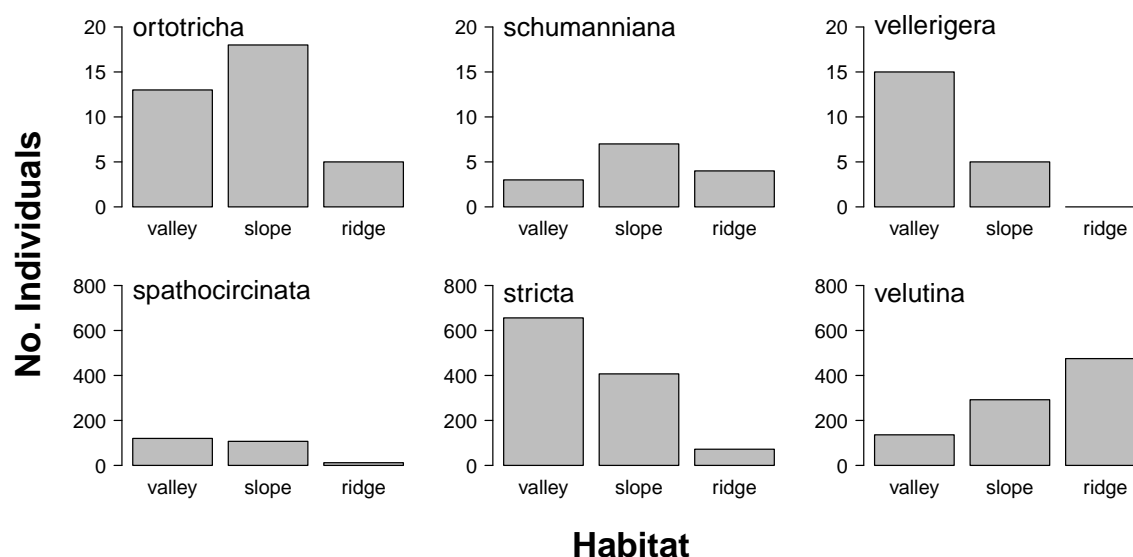 No. Individuals
ortotricha
20
15
10
5
0
valley slope ridge
schumanniana
20
15
10
5
0
valley slope ridge
vellerigera
20
15
10
5
0
valley slope ridge
spathocircinata
800
600
400
200
0
valley slope ridge
stricta
800
600
400
200
0
valley slope ridge
velutina
800
600
400
200
0
valley slope ridge
Habitat